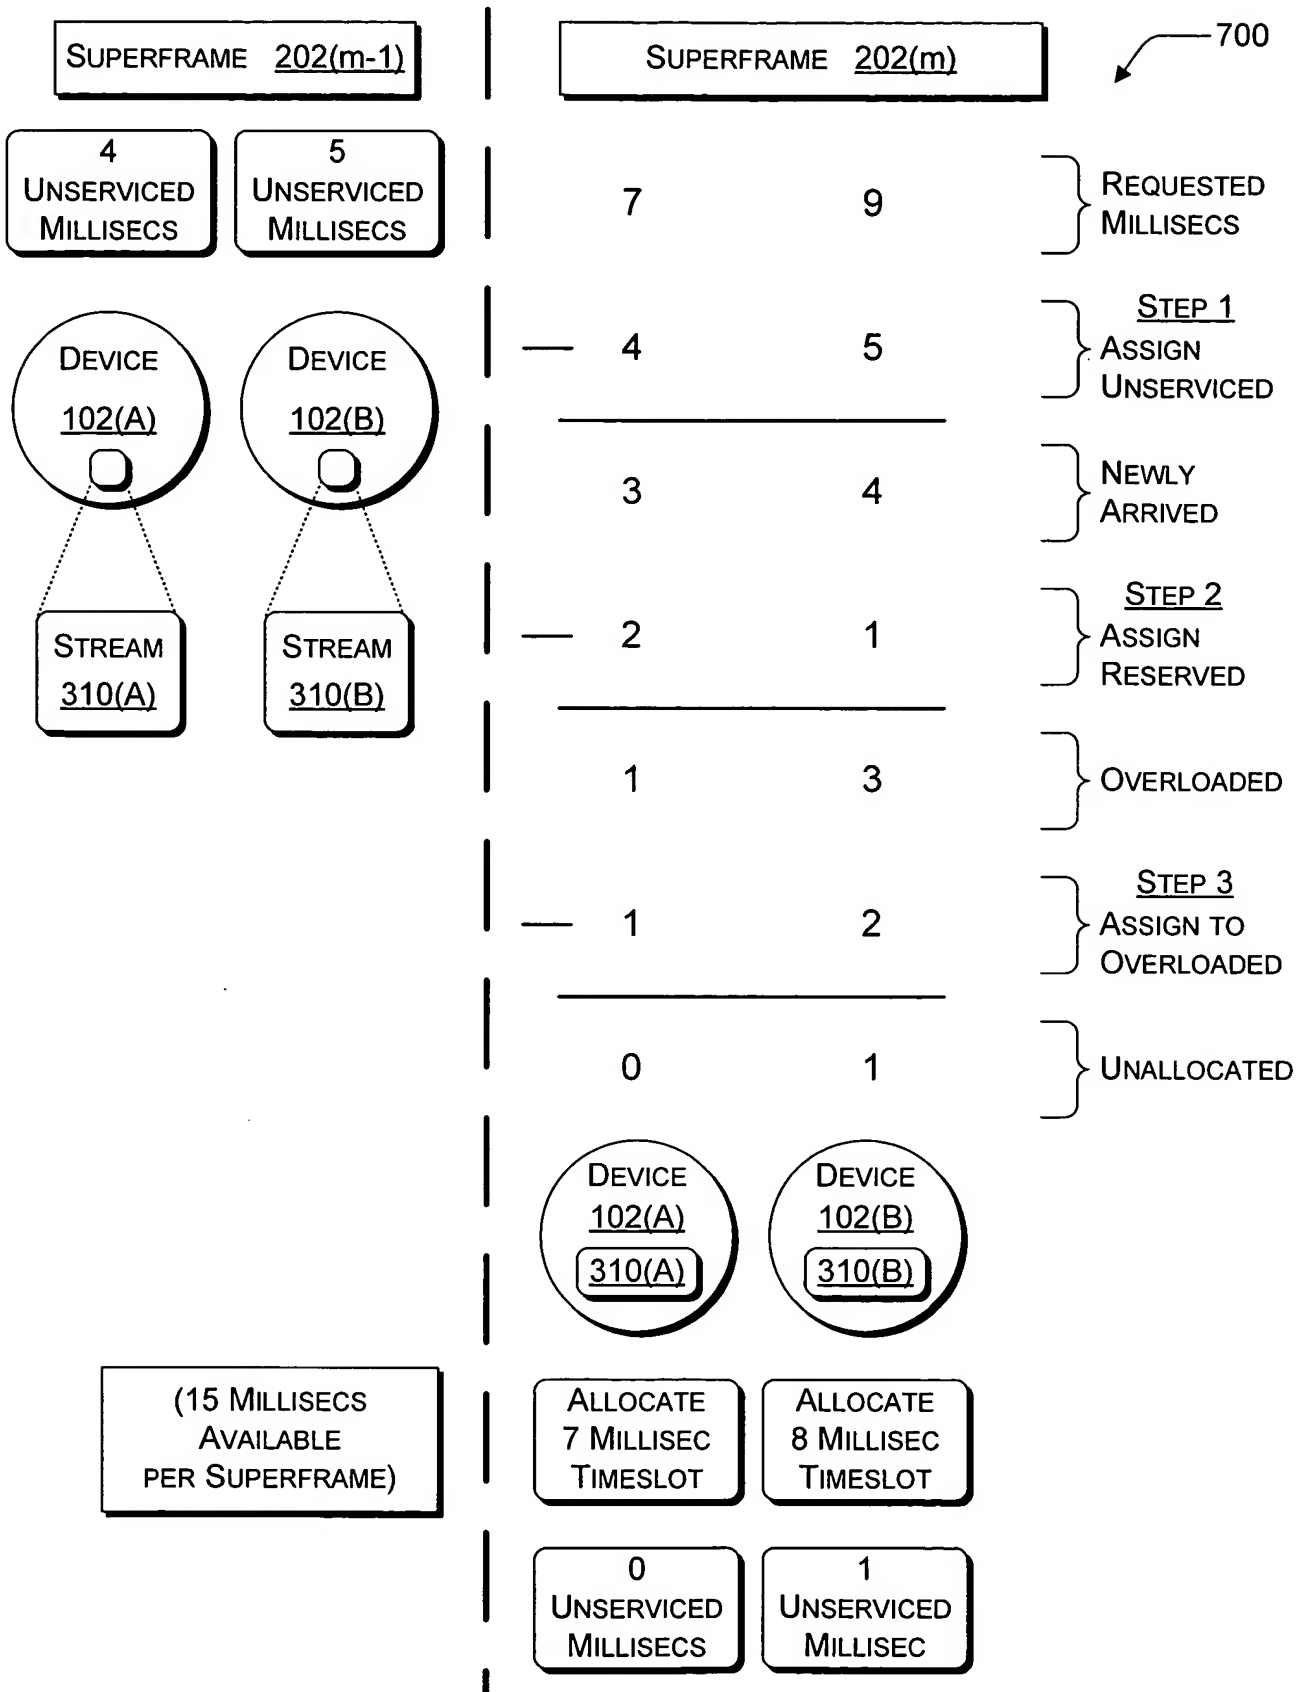 SUPERFRAME 202(m-1)
SUPERFRAME 202(m)
700
4
UNSERVICED
MILLISECS
5
UNSERVICED
MILLISECS
7 9
REQUESTED
MILLISECS
DEVICE
102(A)
DEVICE
102(B)
— 4 5
STEP 1
ASSIGN
UNSERVICED
3 4
NEWLY
ARRIVED
STREAM
310(A)
STREAM
310(B)
— 2 1
STEP 2
ASSIGN
RESERVED
1 3
OVERLOADED
— 1 2
STEP 3
ASSIGN TO
OVERLOADED
0 1
UNALLOCATED
DEVICE
102(A)
310(A)
DEVICE
102(B)
310(B)
(15 MILLISECS
AVAILABLE
PER SUPERFRAME)
ALLOCATE
7 MILLISEC
TIMESLOT
ALLOCATE
8 MILLISEC
TIMESLOT
0
UNSERVICED
MILLISECS
1
UNSERVICED
MILLISEC